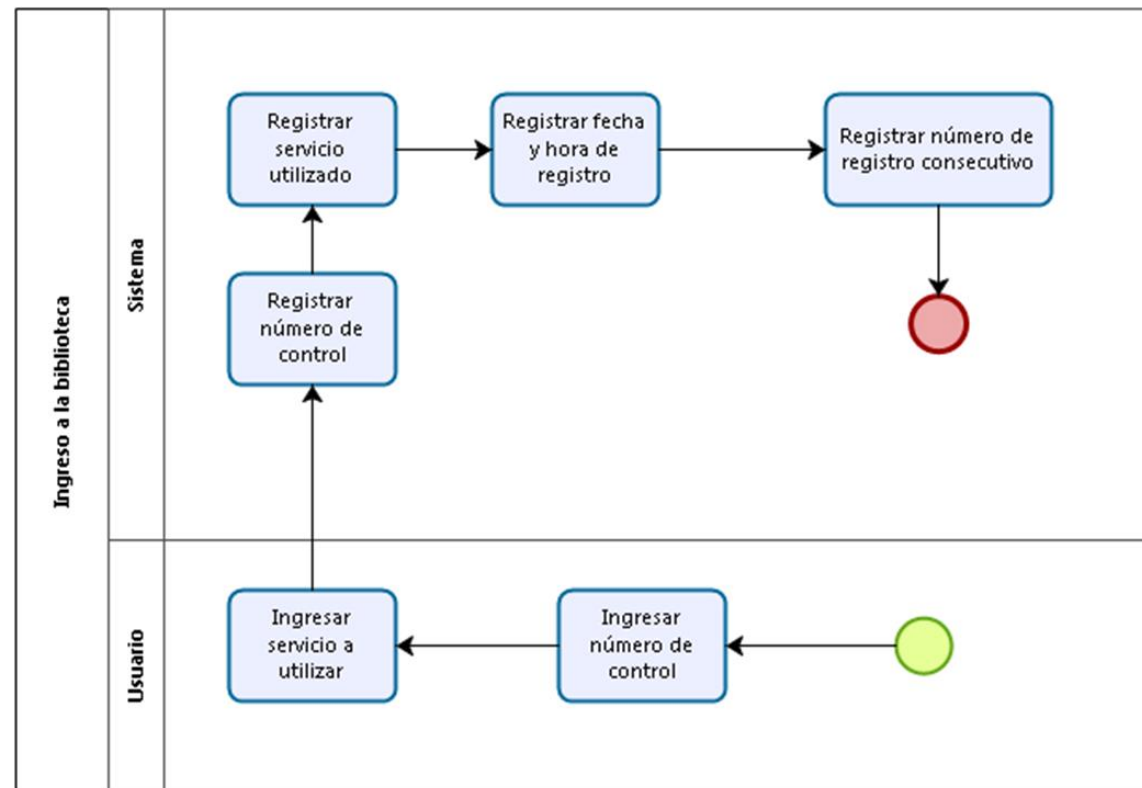 Ingreso a la biblioteca
Sistema
Registrar
servicio
utilizado
Registrar fecha
y hora de
registro
Registrar número de
registro consecutivo
Registrar
número de
control
Usuario
Ingresar
servicio a
utilizar
Ingresar
número de
control